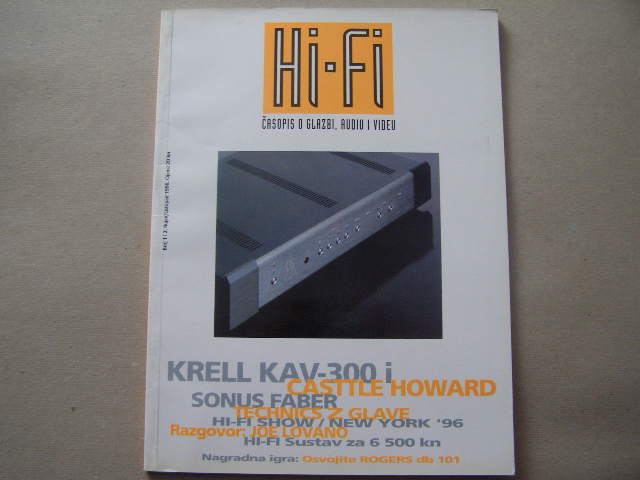 Hi-Fi
ČASOPIS O GLAZBI, AUDIU I VIDEU
KRELL KAV-300 i
CASTTLE HOWARD
SONUS FABER
TECHNICS Z GLAVE
HI-FI SHOW / NEW YORK '96
Razgovor: JOE LOVANO
HI-FI Sustav za 6 500 kn
Nagradna igra: Osvojite ROGERS db 101